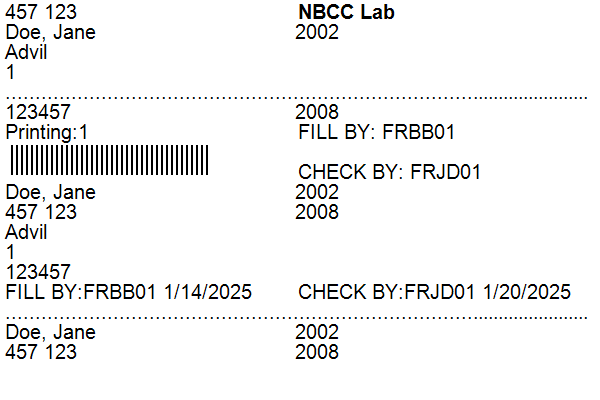 457 123 NBCC Lab
Doe, Jane 2002
Advil
1
123457 2008
Printing:1 FILL BY: FRBB01
CHECK BY: FRJD01
Doe, Jane 2002
457 123 2008
Advil
1
123457
FILL BY:FRBB01 1/14/2025 CHECK BY:FRJD01 1/20/2025
Doe, Jane 2002
457 123 2008